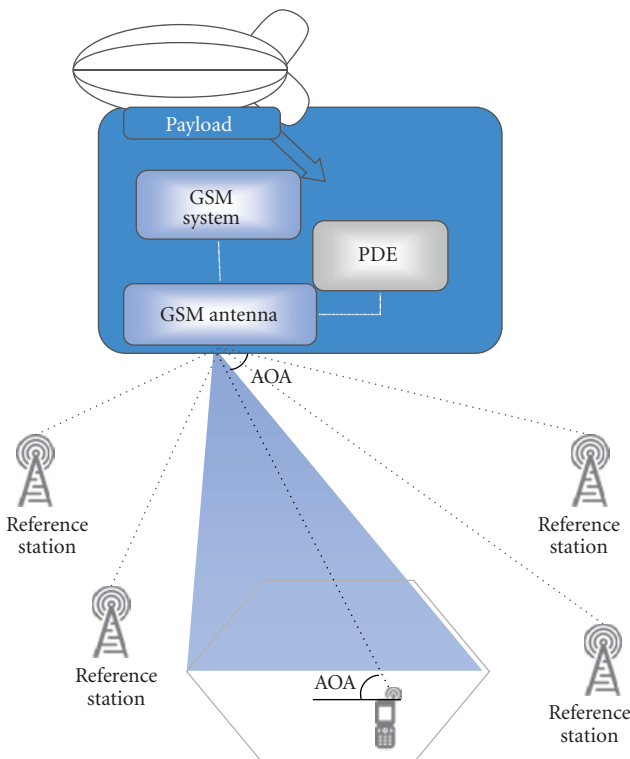 Payload
GSM
system
PDE
GSM antenna
AOA
Reference
station
Reference
station
Reference
station
AOA
Reference
station